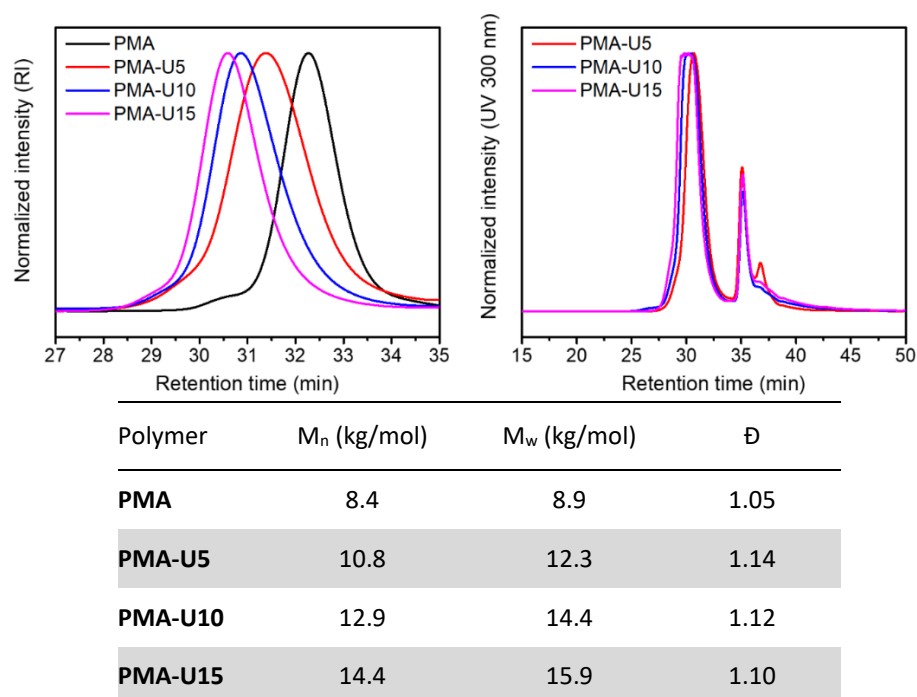 Normalized intensity (RI)
PMA
PMA-U5
PMA-U10
PMA-U15
27 28 29 30 31 32 33 34 35
Retention time (min)
Normalized intensity (UV 300 nm)
PMA-U5
PMA-U10
PMA-U15
15 20 25 30 35 40 45 50
Retention time (min)
Polymer Mₙ (kg/mol) M_w (kg/mol) Đ
PMA 8.4 8.9 1.05
PMA-U5 10.8 12.3 1.14
PMA-U10 12.9 14.4 1.12
PMA-U15 14.4 15.9 1.10